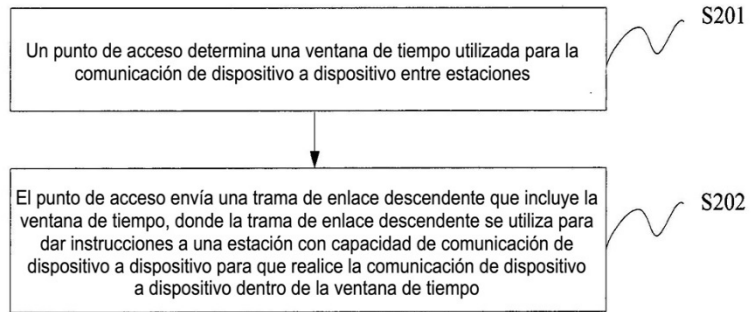 S201
Un punto de acceso determina una ventana de tiempo utilizada para la
comunicación de dispositivo a dispositivo entre estaciones
El punto de acceso envía una trama de enlace descendente que incluye la
ventana de tiempo, donde la trama de enlace descendente se utiliza para
dar instrucciones a una estación con capacidad de comunicación de
dispositivo a dispositivo para que realice la comunicación de dispositivo
a dispositivo dentro de la ventana de tiempo
S202